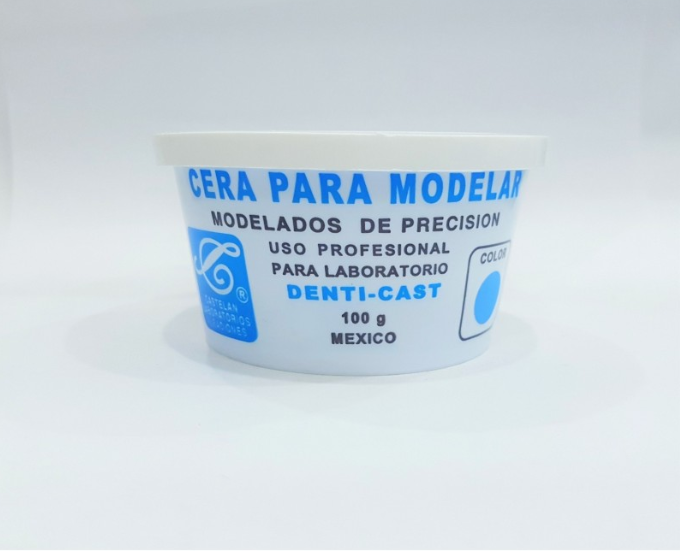 CERA PARA MODELAR
MODELADOS DE PRECISION
USO PROFESIONAL
PARA LABORATORIO
DENTI-CAST
100 g
MEXICO
COLOR
®